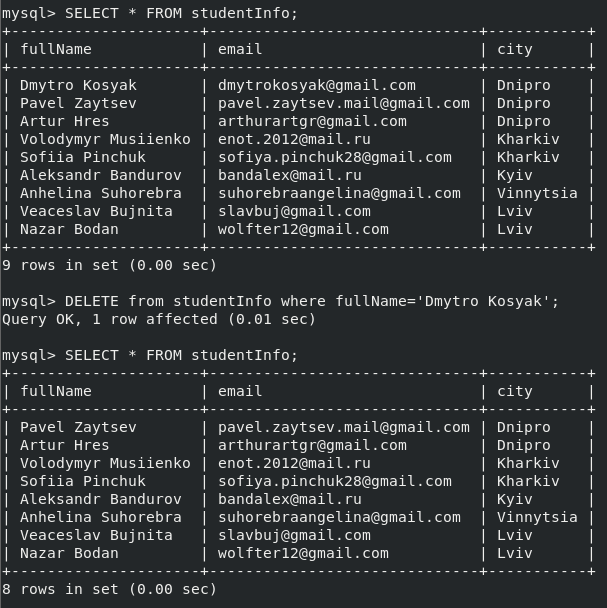 mysql> SELECT * FROM studentInfo;
+---------------------+------------------------------+-----------+
| fullName            | email                        | city      |
+---------------------+------------------------------+-----------+
| Dmytro Kosyak       | dmytrokosyak@gmail.com       | Dnipro    |
| Pavel Zaytsev       | pavel.zaytsev.mail@gmail.com | Dnipro    |
| Artur Hres          | arthurartgr@gmail.com        | Dnipro    |
| Volodymyr Musiienko | enot.2012@mail.ru            | Kharkiv   |
| Sofiia Pinchuk      | sofiya.pinchuk28@gmail.com   | Kharkiv   |
| Aleksandr Bandurov  | bandalex@mail.ru             | Kyiv      |
| Anhelina Suhorebra  | suhorebraangelina@gmail.com  | Vinnytsia |
| Veaceslav Bujnita   | slavbuj@gmail.com            | Lviv      |
| Nazar Bodan         | wolfter12@gmail.com          | Lviv      |
+---------------------+------------------------------+-----------+
9 rows in set (0.00 sec)

mysql> DELETE from studentInfo where fullName='Dmytro Kosyak';
Query OK, 1 row affected (0.01 sec)

mysql> SELECT * FROM studentInfo;
+---------------------+------------------------------+-----------+
| fullName            | email                        | city      |
+---------------------+------------------------------+-----------+
| Pavel Zaytsev       | pavel.zaytsev.mail@gmail.com | Dnipro    |
| Artur Hres          | arthurartgr@gmail.com        | Dnipro    |
| Volodymyr Musiienko | enot.2012@mail.ru            | Kharkiv   |
| Sofiia Pinchuk      | sofiya.pinchuk28@gmail.com   | Kharkiv   |
| Aleksandr Bandurov  | bandalex@mail.ru             | Kyiv      |
| Anhelina Suhorebra  | suhorebraangelina@gmail.com  | Vinnytsia |
| Veaceslav Bujnita   | slavbuj@gmail.com            | Lviv      |
| Nazar Bodan         | wolfter12@gmail.com          | Lviv      |
+---------------------+------------------------------+-----------+
8 rows in set (0.00 sec)